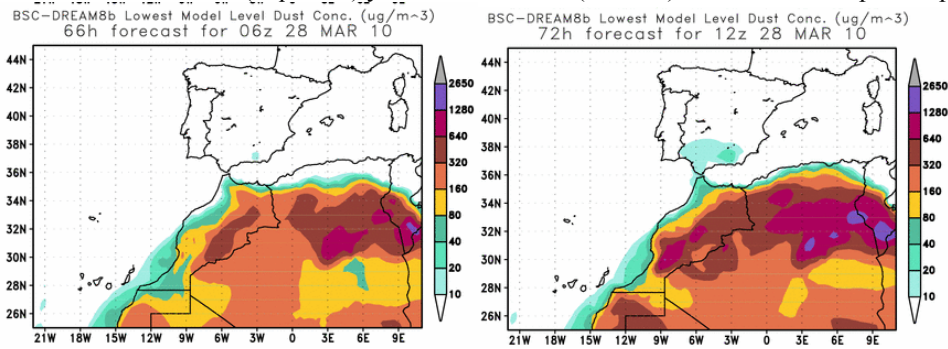 BSC-DREAM8b Lowest Model Level Dust Conc. (ug/m^3)
66h forecast for 06z 28 MAR 10
44N
42N
40N
38N
36N
34N
32N
30N
28N
26N
21W 18W 15W 12W 9W 6W 3W 0 3E 6E 9E
2650
1280
640
320
160
80
40
20
10
BSC-DREAM8b Lowest Model Level Dust Conc. (ug/m^3)
72h forecast for 12z 28 MAR 10
44N
42N
40N
38N
36N
34N
32N
30N
28N
26N
21W 18W 15W 12W 9W 6W 3W 0 3E 6E 9E
2650
1280
640
320
160
80
40
20
10